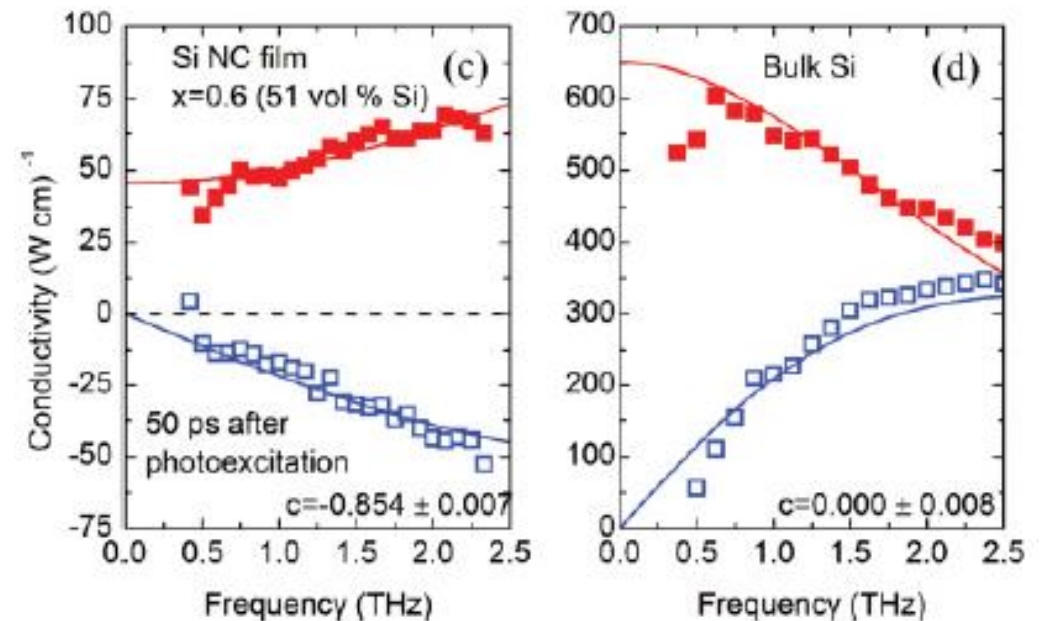 100
75
50
25
0
-25
-50
-75
Conductivity (W cm)⁻¹
Si NC film (c)
x=0.6 (51 vol % Si)
50 ps after
photoexcitation
c=-0.854 ± 0.007
0.0 0.5 1.0 1.5 2.0 2.5
Frequency (THz)
700
600
500
400
300
200
100
0
Bulk Si (d)
c=0.000 ± 0.008
0.0 0.5 1.0 1.5 2.0 2.5
Frequency (THz)